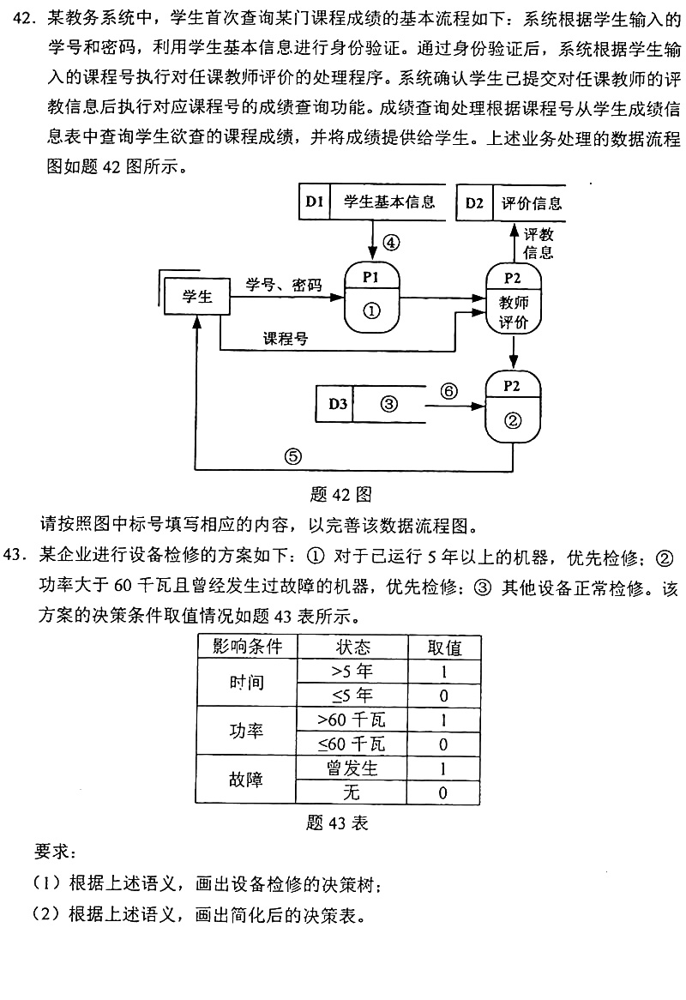 42. 某教务系统中，学生首次查询某门课程成绩的基本流程如下：系统根据学生输入的
学号和密码，利用学生基本信息进行身份验证。通过身份验证后，系统根据学生输
入的课程号执行对任课教师评价的处理程序。系统确认学生已提交对任课教师的评
教信息后执行对应课程号的成绩查询功能。成绩查询处理根据课程号从学生成绩信
息表中查询学生欲查的课程成绩，并将成绩提供给学生。上述业务处理的数据流程
图如题 42 图所示。
D1 学生基本信息 D2 评价信息
④ 评教
信息
P1 P2
学生 学号、密码 ① 教师
评价
课程号
D3 ③ ⑥ P2
②
⑤
题 42 图
请按照图中标号填写相应的内容，以完善该数据流程图。
43. 某企业进行设备检修的方案如下：① 对于已运行 5 年以上的机器，优先检修；②
功率大于 60 千瓦且曾经发生过故障的机器，优先检修；③ 其他设备正常检修。该
方案的决策条件取值情况如题 43 表所示。
影响条件 状态 取值
时间 >5 年 1
≤5 年 0
功率 >60 千瓦 1
≤60 千瓦 0
故障 曾发生 1
无 0
题 43 表
要求：
（1）根据上述语义，画出设备检修的决策树；
（2）根据上述语义，画出简化后的决策表。